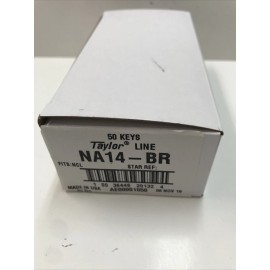 50 KEYS
Taylor® LINE
NA14-BR
FITS:NCL STAR REF.
MADE IN USA